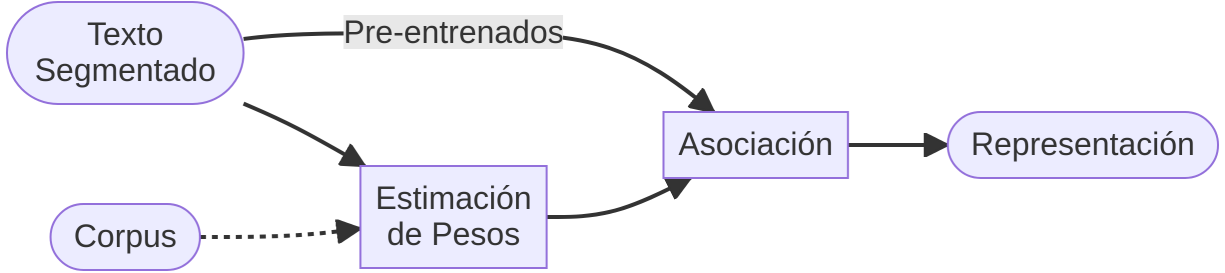 Texto
Segmentado
Pre-entrenados
Asociación
Representación
Estimación
de Pesos
Corpus